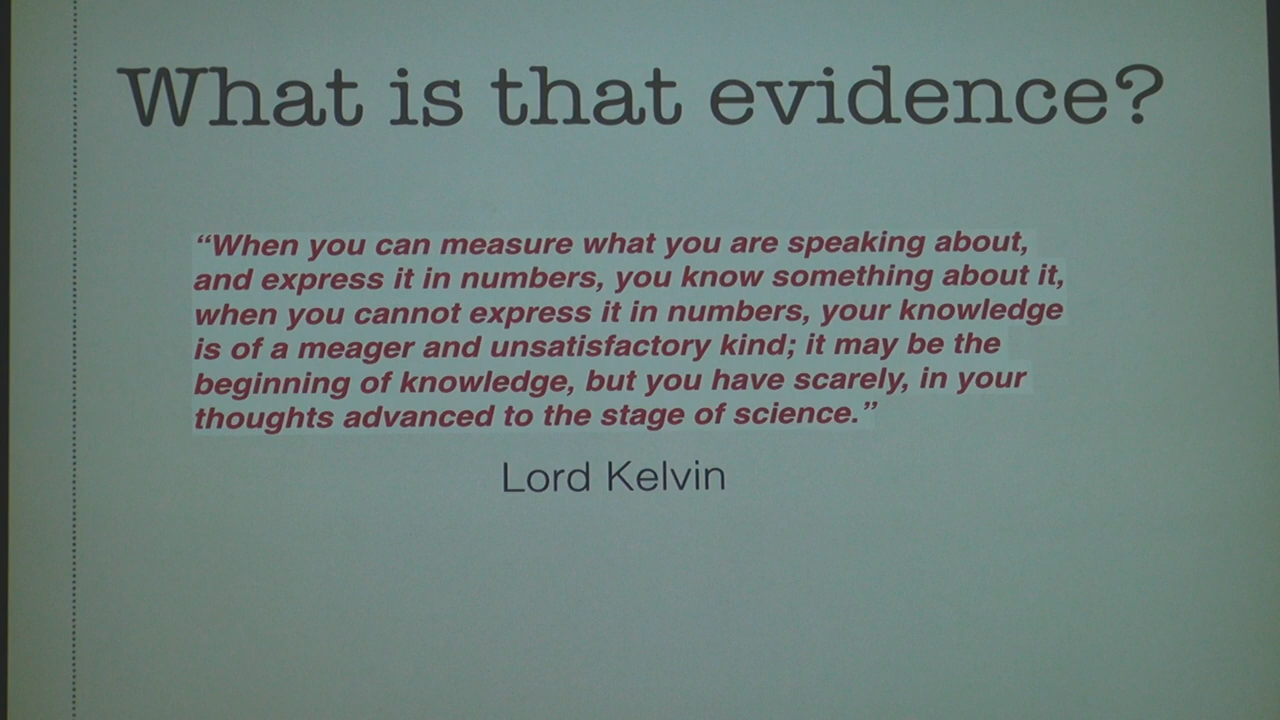 What is that evidence?
“When you can measure what you are speaking about,
and express it in numbers, you know something about it,
when you cannot express it in numbers, your knowledge
is of a meager and unsatisfactory kind; it may be the
beginning of knowledge, but you have scarely, in your
thoughts advanced to the stage of science.”
Lord Kelvin